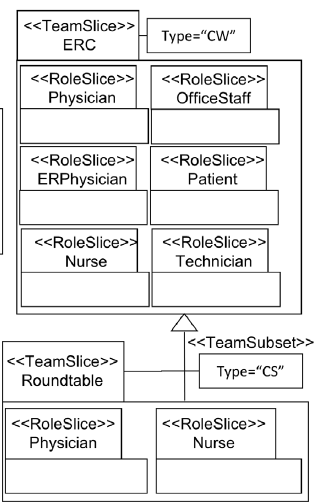 <<TeamSlice>>
ERC
Type="CW"
<<RoleSlice>>
Physician
<<RoleSlice>>
OfficeStaff
<<RoleSlice>>
ERPhysician
<<RoleSlice>>
Patient
<<RoleSlice>>
Nurse
<<RoleSlice>>
Technician
<<TeamSubset>>
<<TeamSlice>>
Roundtable
Type="CS"
<<RoleSlice>>
Physician
<<RoleSlice>>
Nurse